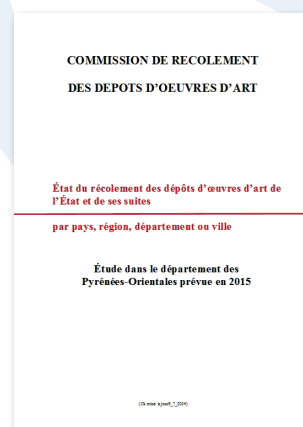 COMMISSION DE RECOLEMENT
DES DEPOTS D'OEUVRES D'ART
État du récolement des dépôts d'œuvres d'art de
l'État et de ses suites
par pays, région, département ou ville
Étude dans le département des
Pyrénées-Orientales prévue en 2015